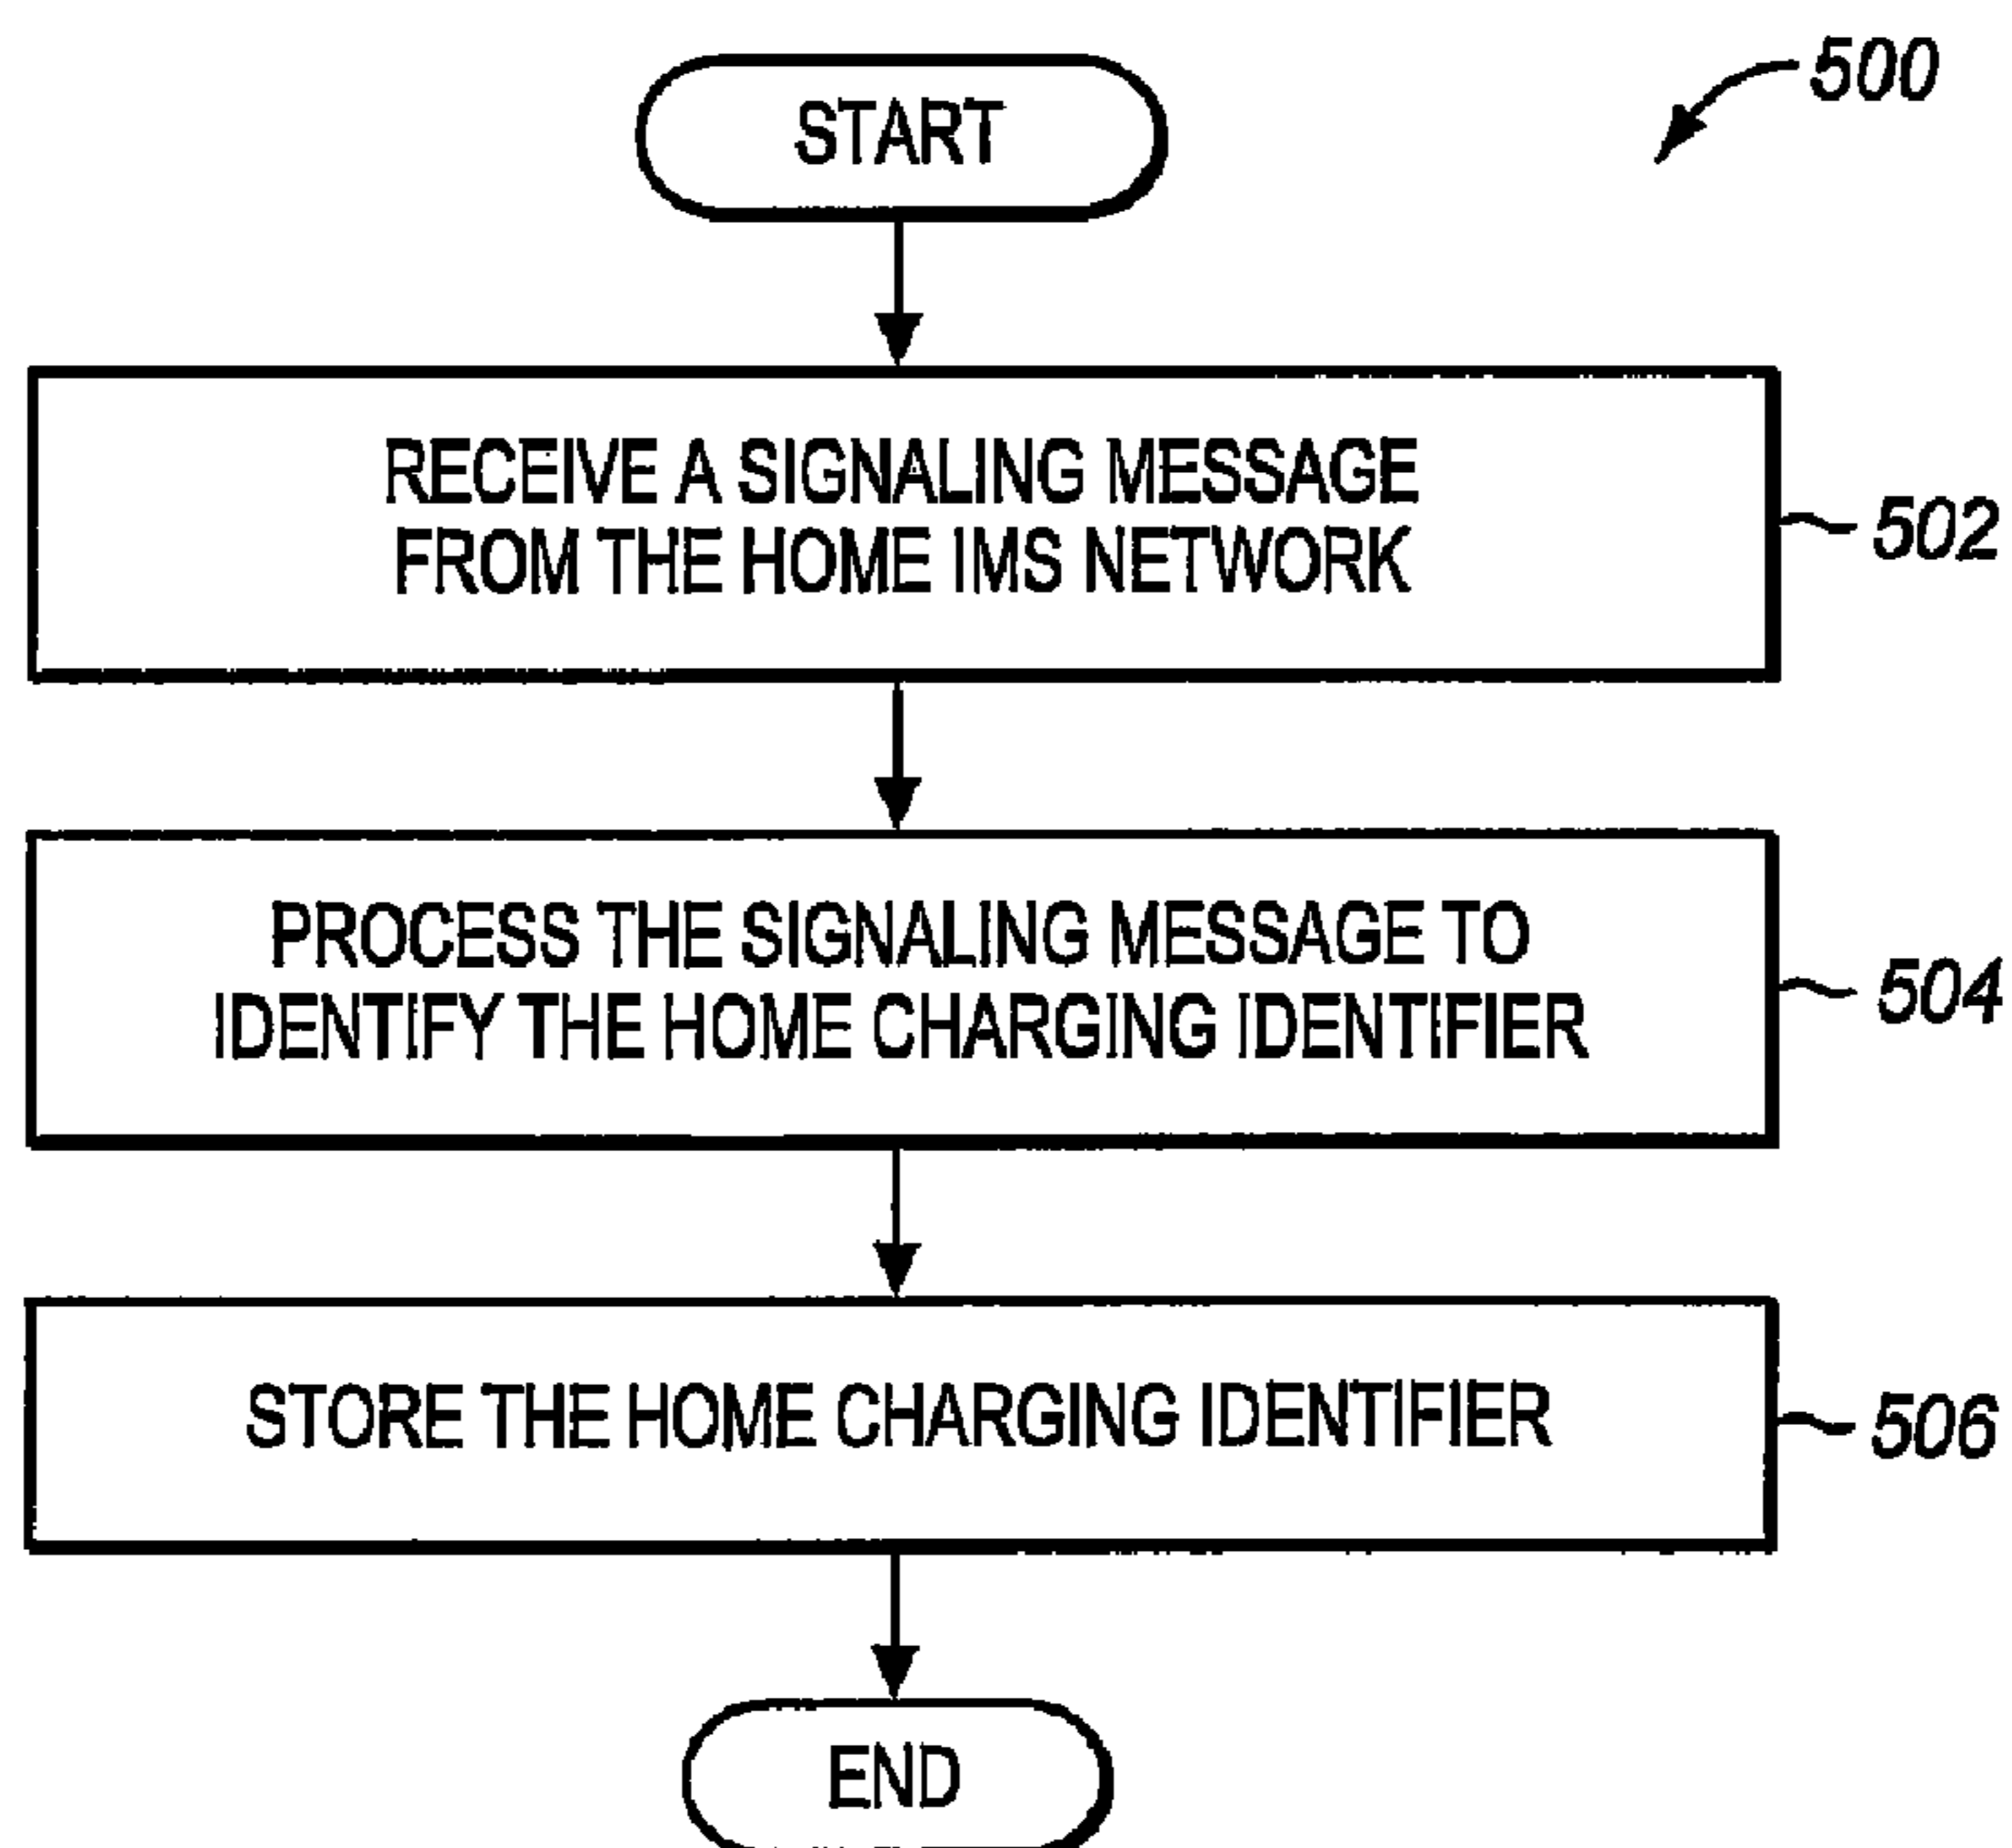 START
500
RECEIVE A SIGNALING MESSAGE
FROM THE HOME IMS NETWORK
502
PROCESS THE SIGNALING MESSAGE TO
IDENTIFY THE HOME CHARGING IDENTIFIER
504
STORE THE HOME CHARGING IDENTIFIER
506
END